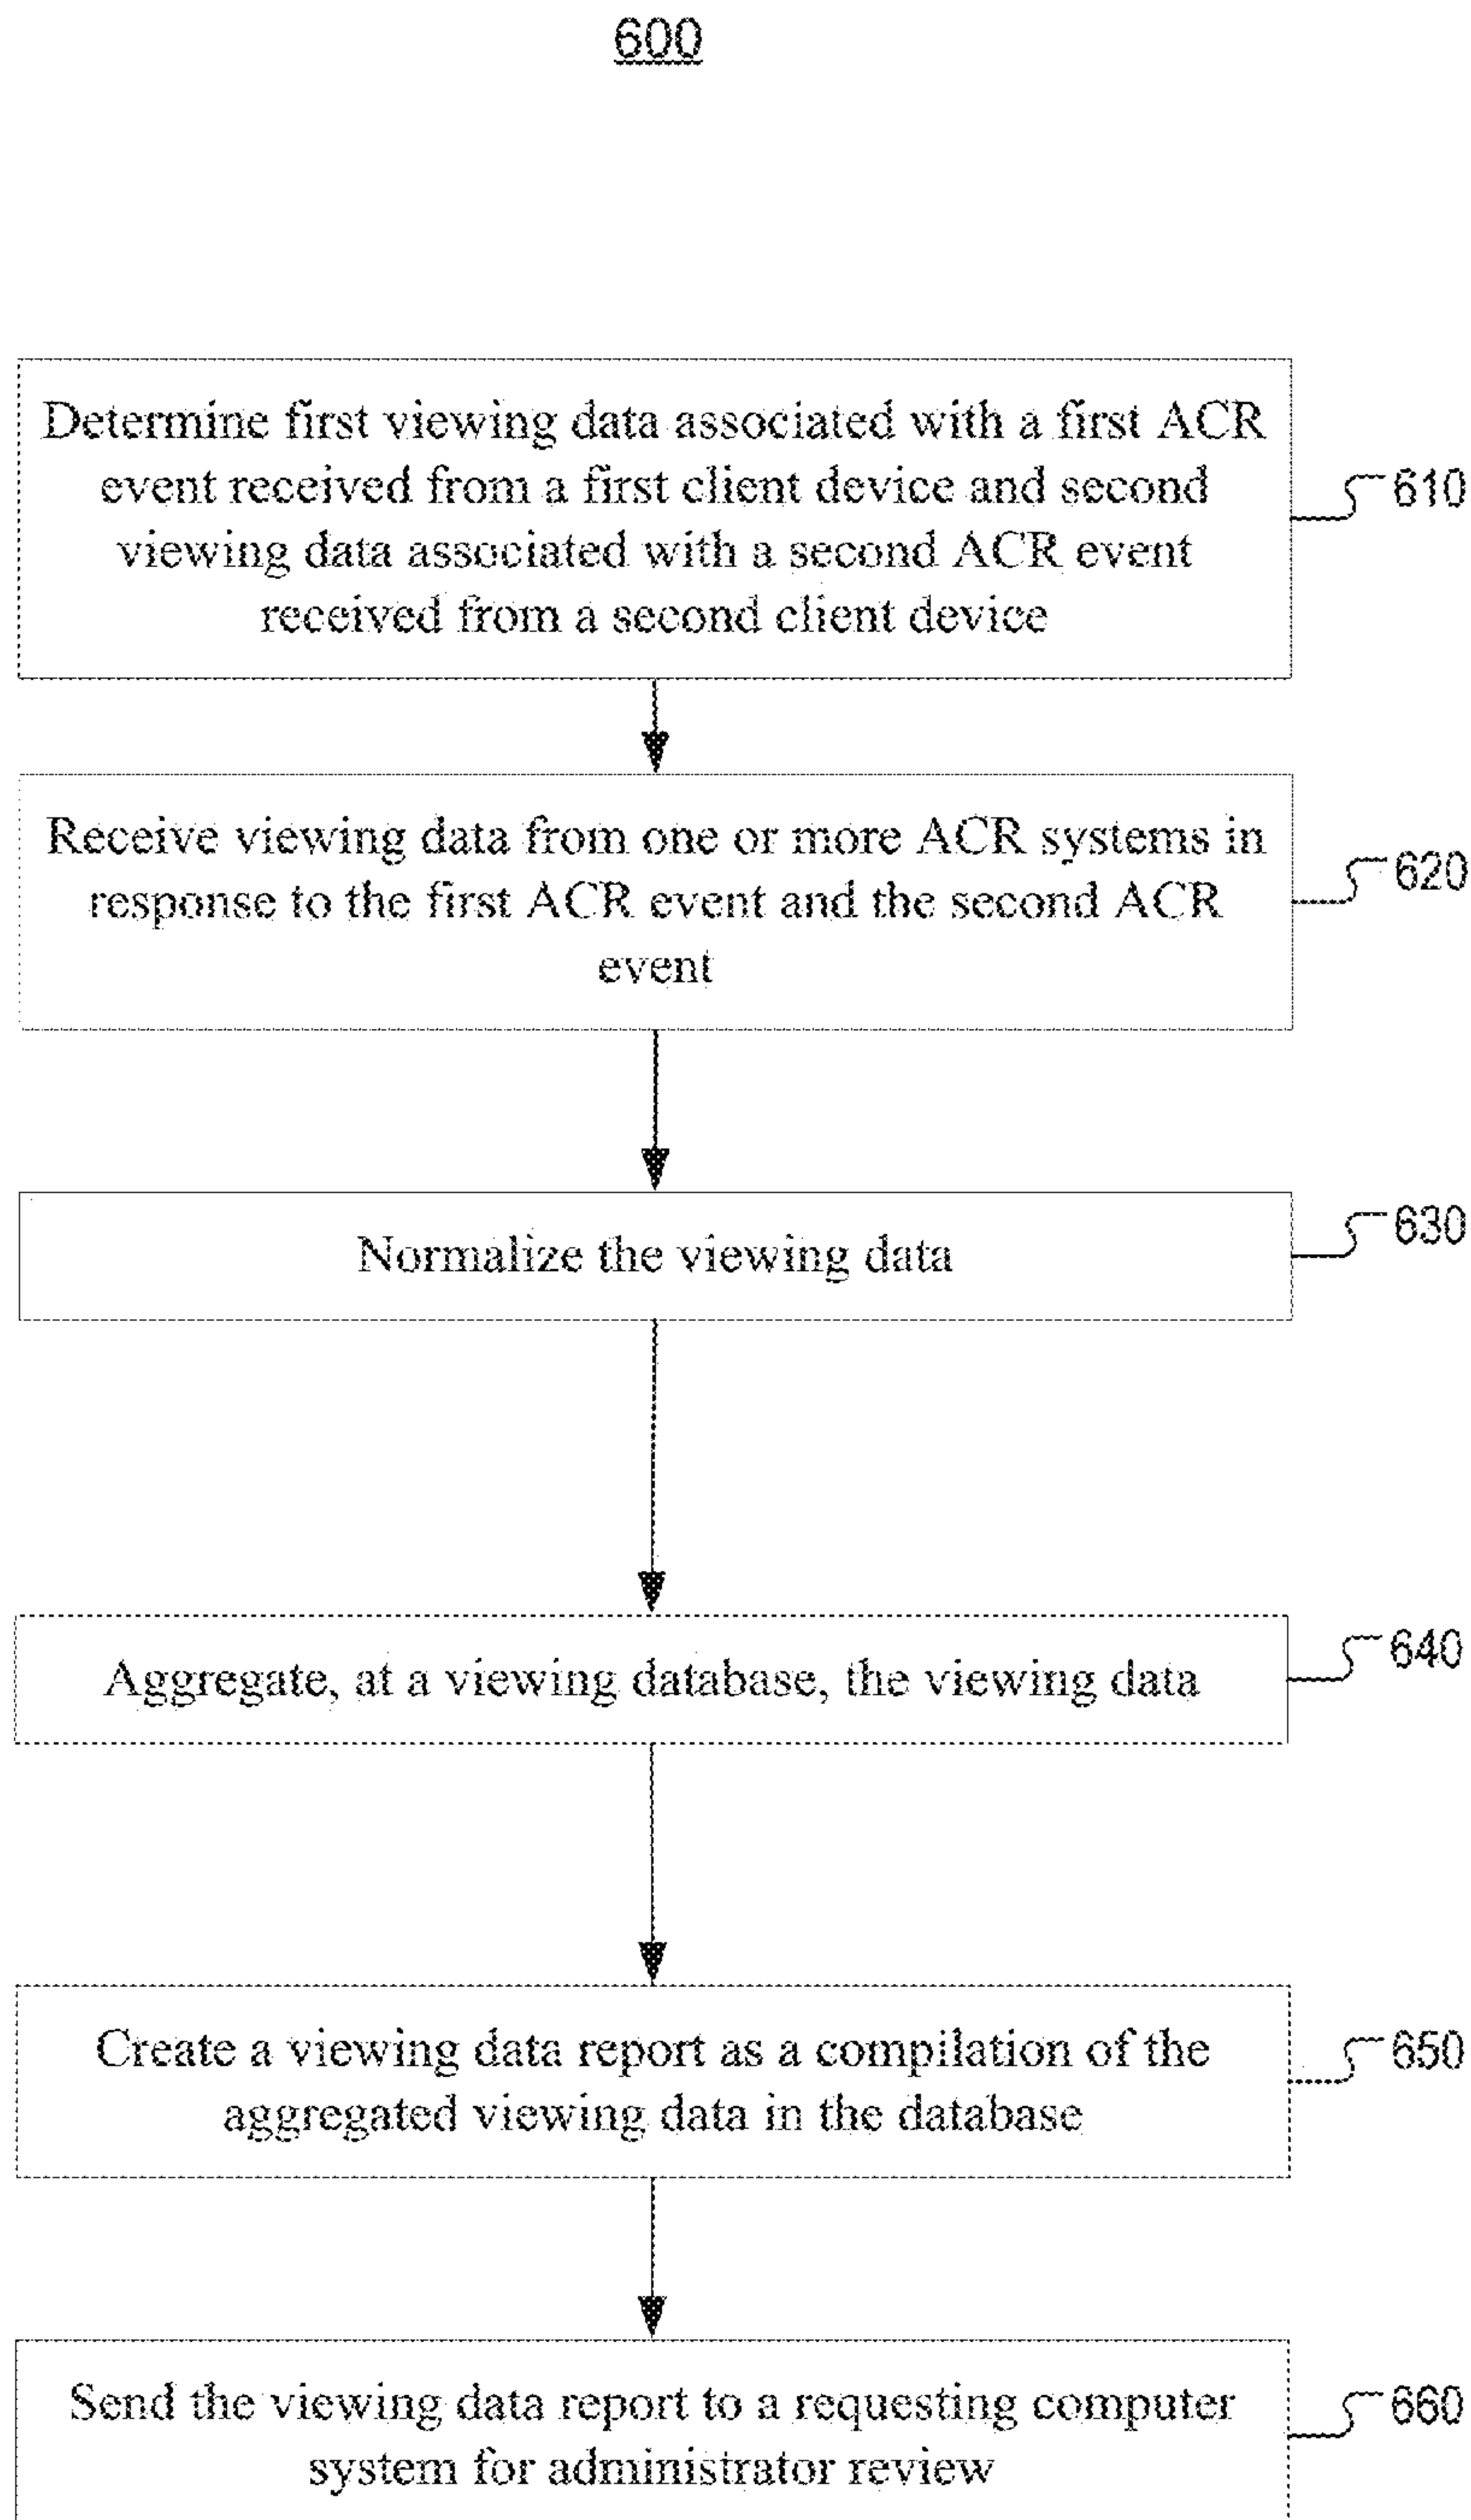 600
Determine first viewing data associated with a first ACR
event received from a first client device and second
viewing data associated with a second ACR event
received from a second client device
610
Receive viewing data from one or more ACR systems in
response to the first ACR event and the second ACR
event
620
Normalize the viewing data
630
Aggregate, at a viewing database, the viewing data
640
Create a viewing data report as a compilation of the
aggregated viewing data in the database
650
Send the viewing data report to a requesting computer
system for administrator review
660